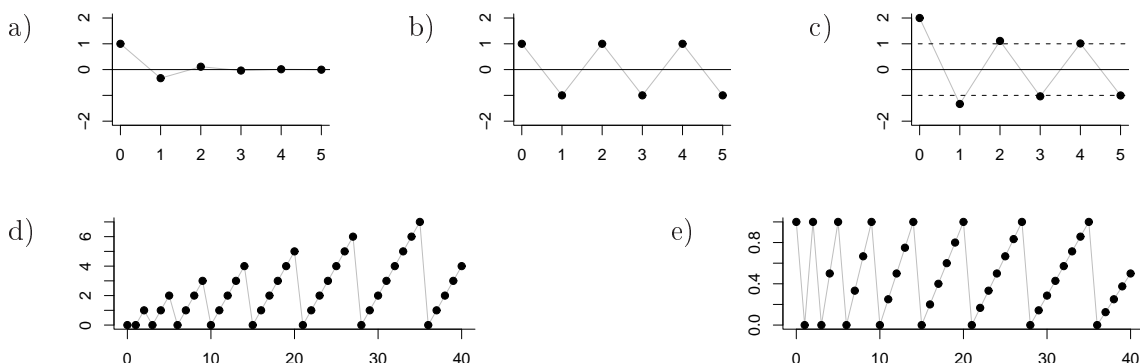 a) 2 1 0 −2 0 1 2 3 4 5
b) 2 1 0 −2 0 1 2 3 4 5
c) 2 1 0 −2 0 1 2 3 4 5
d) 6 4 2 0 0 10 20 30 40
e) 0.8 0.4 0.0 0 10 20 30 40